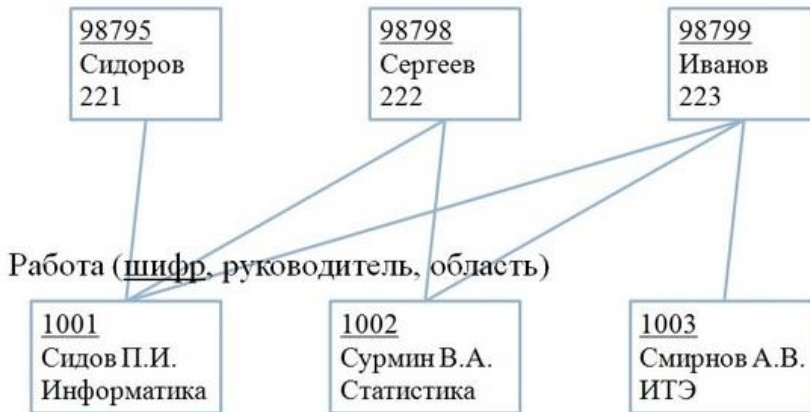 98795
Сидоров
221
98798
Сергеев
222
98799
Иванов
223
Работа (шифр, руководитель, область)
1001
Сидов П.И.
Информатика
1002
Сурмин В.А.
Статистика
1003
Смирнов А.В.
ИТЭ